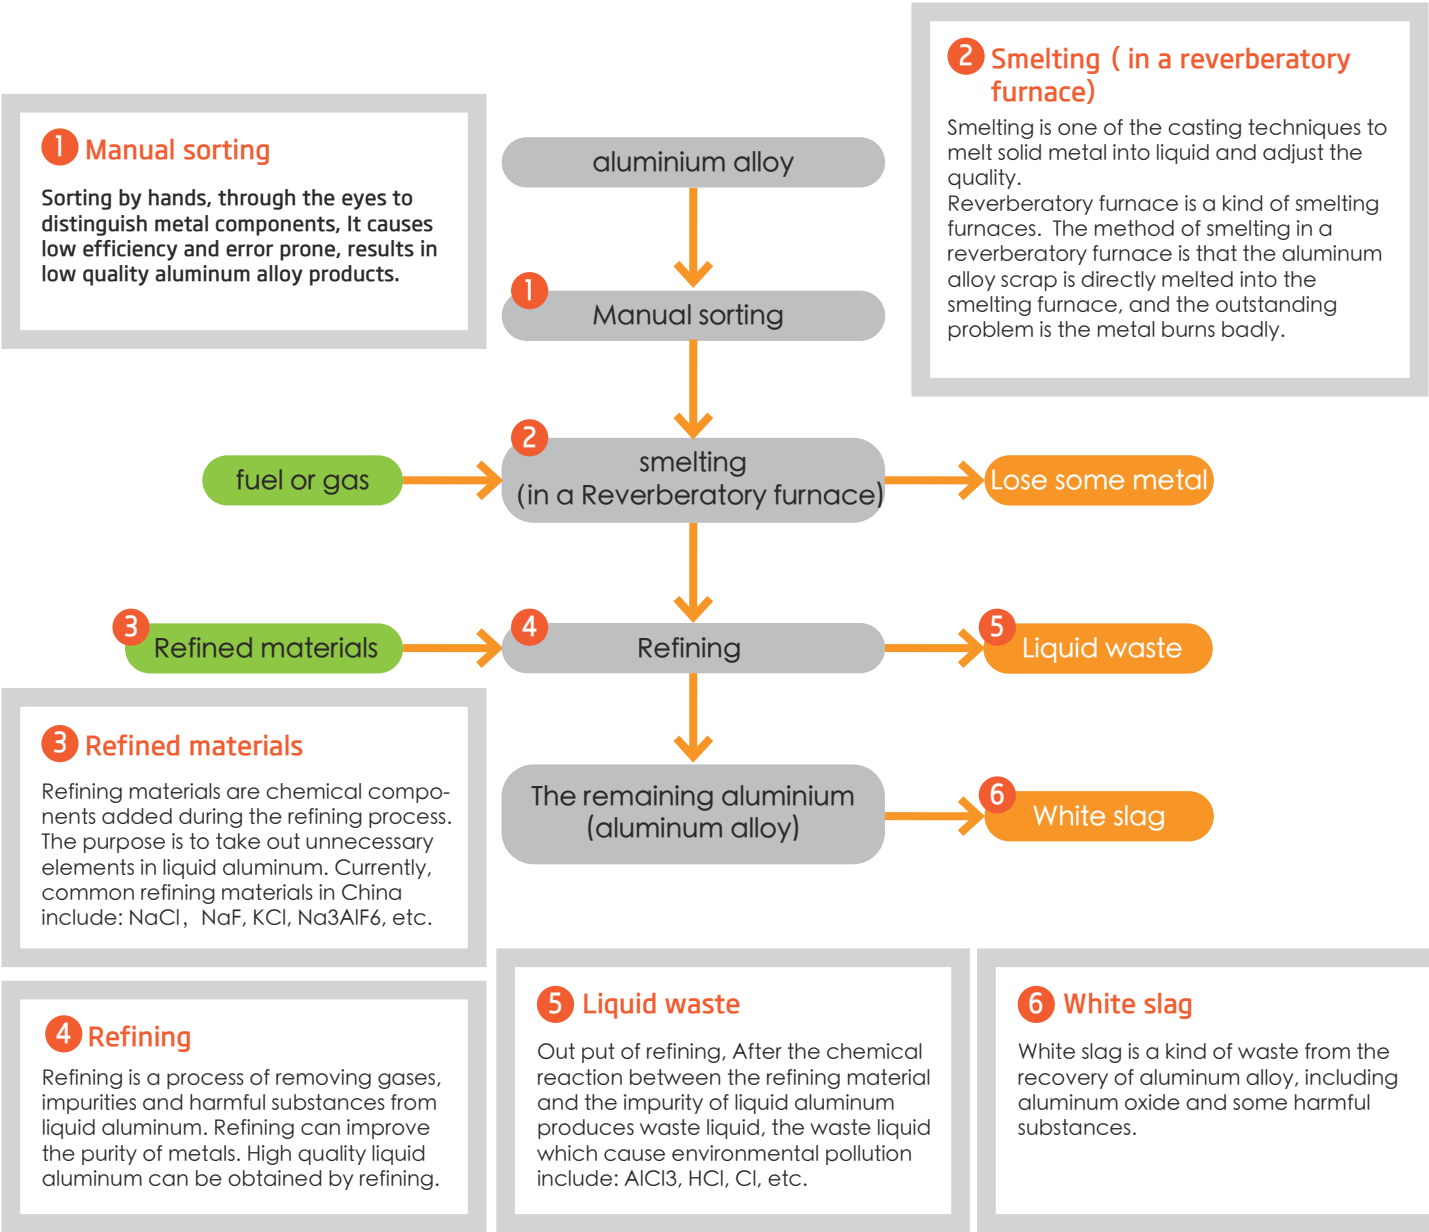 1 Manual sorting
Sorting by hands, through the eyes to
distinguish metal components, It causes
low efficiency and error prone, results in
low quality aluminum alloy products.
2 Smelting ( in a reverberatory
furnace)
Smelting is one of the casting techniques to
melt solid metal into liquid and adjust the
quality.
Reverberatory furnace is a kind of smelting
furnaces. The method of smelting in a
reverberatory furnace is that the aluminum
alloy scrap is directly melted into the
smelting furnace, and the outstanding
problem is the metal burns badly.
aluminium alloy
1
Manual sorting
2
fuel or gas
smelting
(in a Reverberatory furnace)
Lose some metal
3
Refined materials
4
Refining
5
Liquid waste
The remaining aluminium
(aluminum alloy)
6
White slag
3 Refined materials
Refining materials are chemical compo-
nents added during the refining process.
The purpose is to take out unnecessary
elements in liquid aluminum. Currently,
common refining materials in China
include: NaCl，NaF, KCl, Na3AlF6, etc.
4 Refining
Refining is a process of removing gases,
impurities and harmful substances from
liquid aluminum. Refining can improve
the purity of metals. High quality liquid
aluminum can be obtained by refining.
5 Liquid waste
Out put of refining, After the chemical
reaction between the refining material
and the impurity of liquid aluminum
produces waste liquid, the waste liquid
which cause environmental pollution
include: AlCl3, HCl, Cl, etc.
6 White slag
White slag is a kind of waste from the
recovery of aluminum alloy, including
aluminum oxide and some harmful
substances.